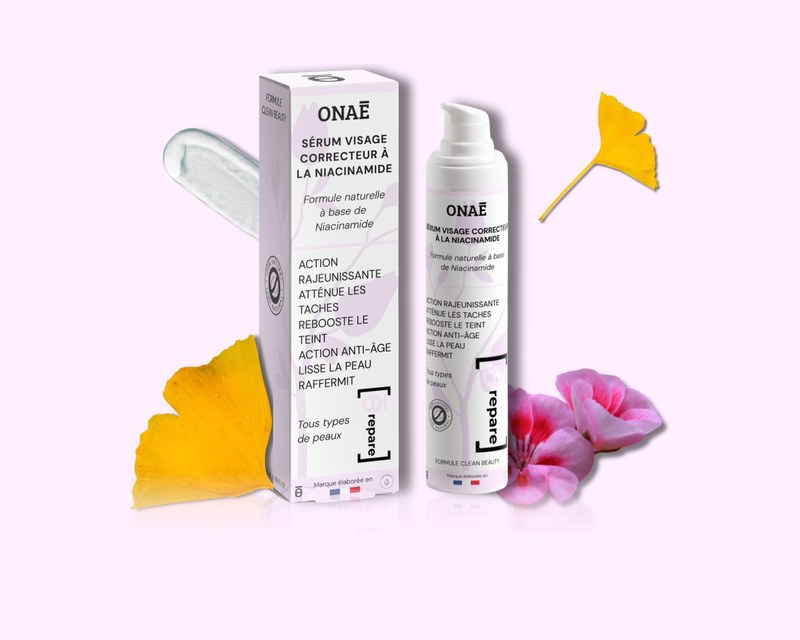 FORMULE
CLEAN BEAUTY
ONAĒ
SÉRUM VISAGE
CORRECTEUR À
LA NIACINAMIDE
Formule naturelle
à base de
Niacinamide
ACTION
RAJEUNISSANTE
ATTÉNUE LES
TACHES
REBOOSTE LE
TEINT
ACTION ANTI-ÂGE
LISSE LA PEAU
RAFFERMIT
Tous types
de peaux
[repare]
Marque élaborée en
ONAĒ
SÉRUM VISAGE CORRECTEUR
À LA NIACINAMIDE
Formule naturelle à base
de Niacinamide
ACTION RAJEUNISSANTE
ATTÉNUE LES TACHES
REBOOSTE LE TEINT
ACTION ANTI-ÂGE
LISSE LA PEAU
RAFFERMIT
Tous types
de peaux
[repare]
FORMULE CLEAN BEAUTY
Marque élaborée en